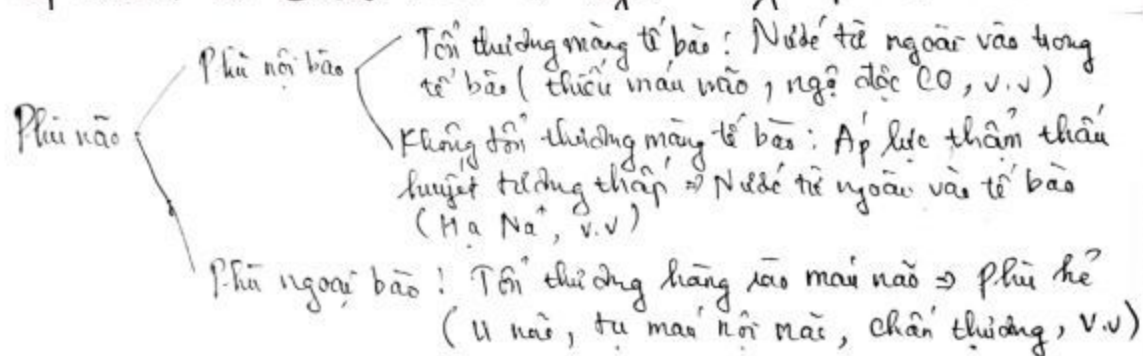 Phù nội bào
Tổn thương màng tế bào : Nước từ ngoài vào trong
tế bào ( thiếu máu não , ngộ độc CO , v.v )
Phù não
Không tổn thương màng tế bào : Áp lực thẩm thấu
huyết tương thấp => Nước từ ngoài vào tế bào
( Hạ Na⁺, v.v )
Phù ngoại bào : Tổn thương hàng rào máu não => Phù kẽ
( U não , tụ máu nội não , chấn thương , v.v )